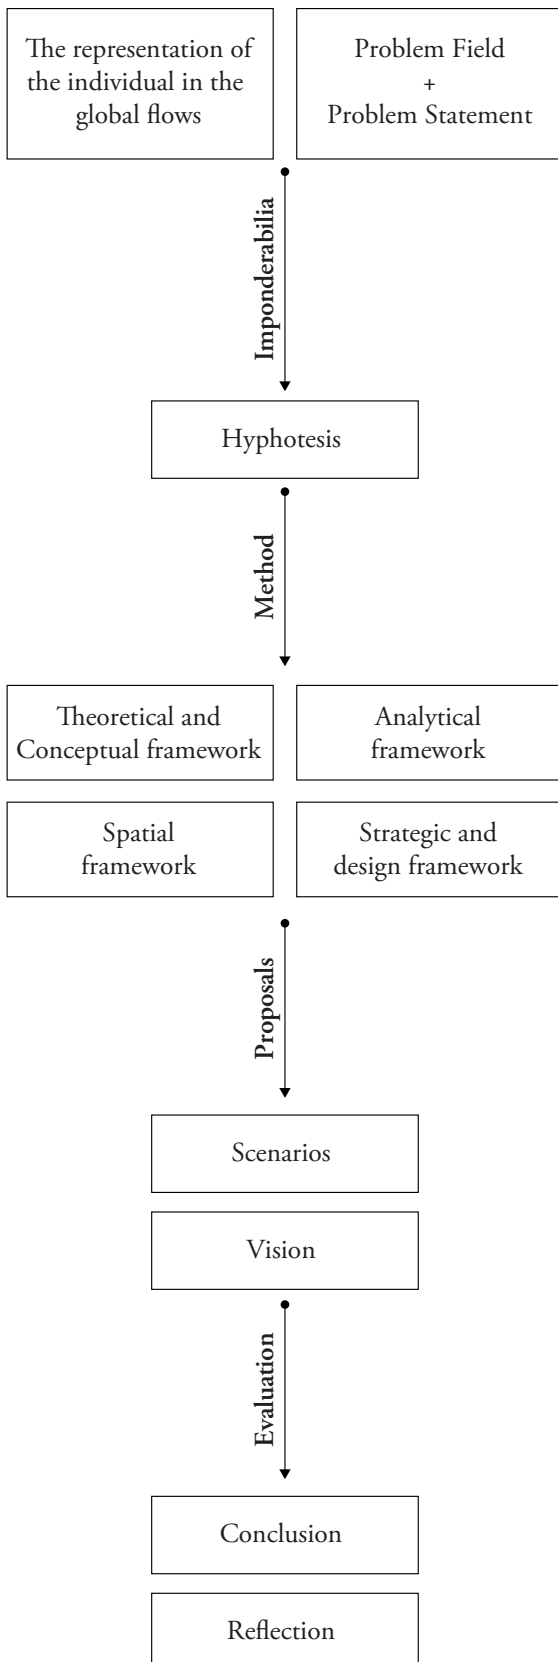 The representation of
the individual in the
global flows
Problem Field
+
Problem Statement
Imponderabilia
Hyphotesis
Method
Theoretical and
Conceptual framework
Analytical
framework
Spatial
framework
Strategic and
design framework
Proposals
Scenarios
Vision
Evaluation
Conclusion
Reflection